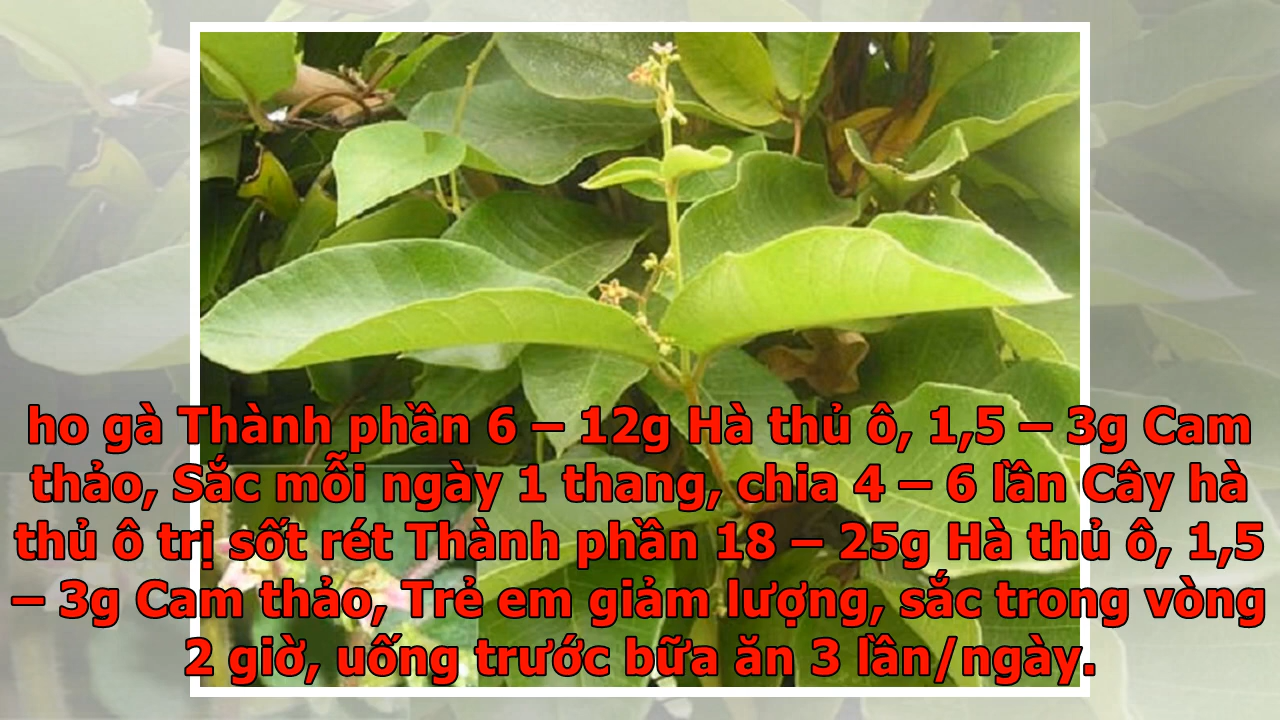 ho gà Thành phần 6 – 12g Hà thủ ô, 1,5 – 3g Cam
thảo, Sắc mỗi ngày 1 thang, chia 4 – 6 lần Cây hà
thủ ô trị sốt rét Thành phần 18 – 25g Hà thủ ô, 1,5
– 3g Cam thảo, Trẻ em giảm lượng, sắc trong vòng
2 giờ, uống trước bữa ăn 3 lần/ngày.